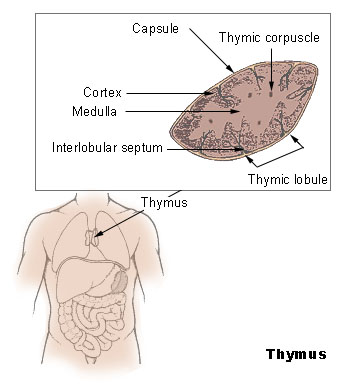 Capsule
Thymic corpuscle
Cortex
Medulla
Interlobular septum
Thymic lobule
Thymus
Thymus